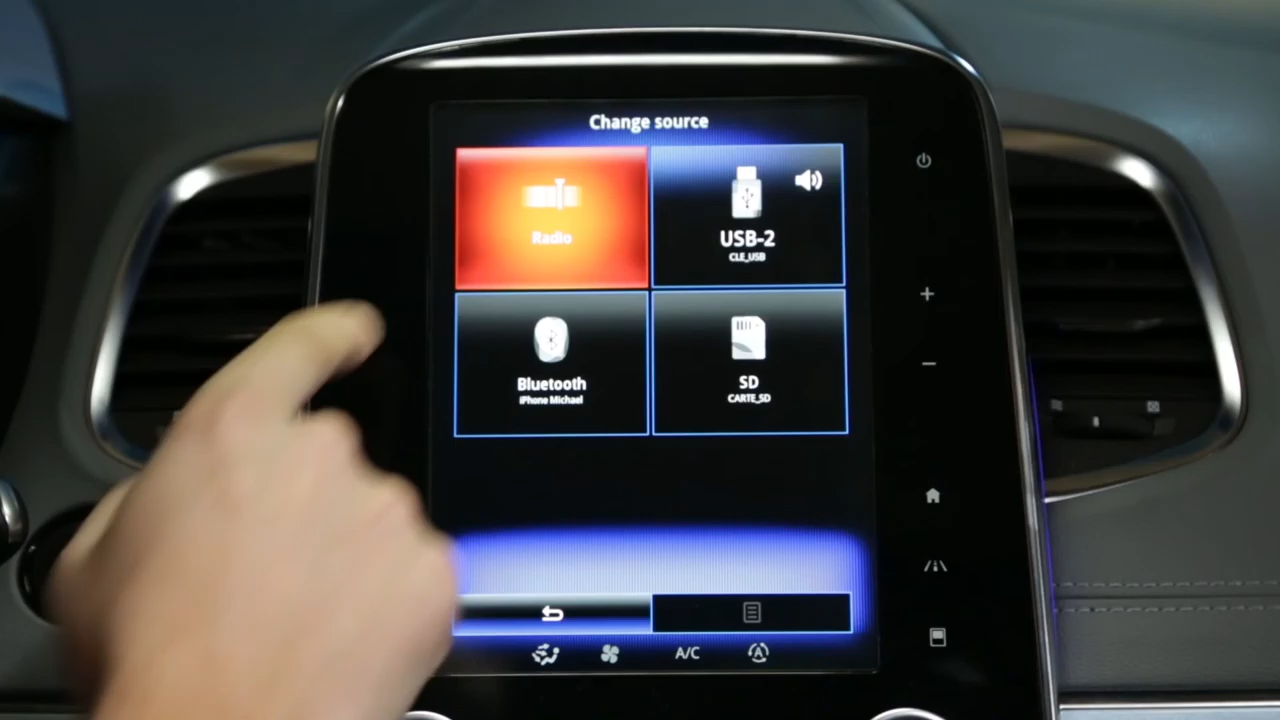 Change source
Radio
USB-2
CLE_USB
Bluetooth
iPhone Michael
SD
CARTE_SD
A/C